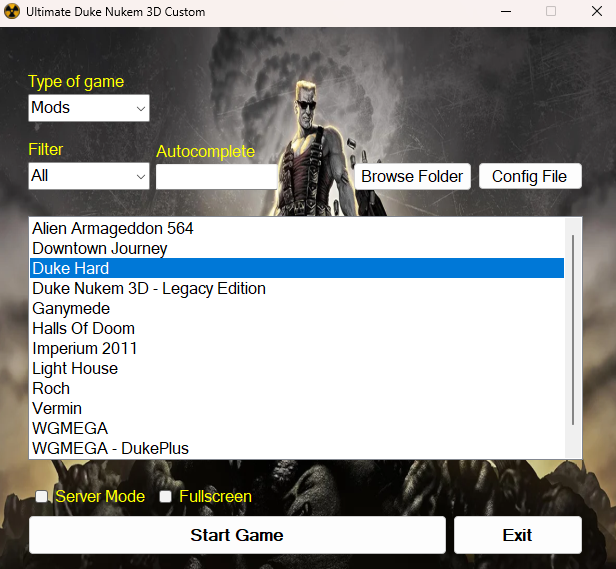 Ultimate Duke Nukem 3D Custom
Type of game
Mods
Filter
Autocomplete
All
Browse Folder
Config File
Alien Armageddon 564
Downtown Journey
Duke Hard
Duke Nukem 3D - Legacy Edition
Ganymede
Halls Of Doom
Imperium 2011
Light House
Roch
Vermin
WGMEGA
WGMEGA - DukePlus
Server Mode
Fullscreen
Start Game
Exit